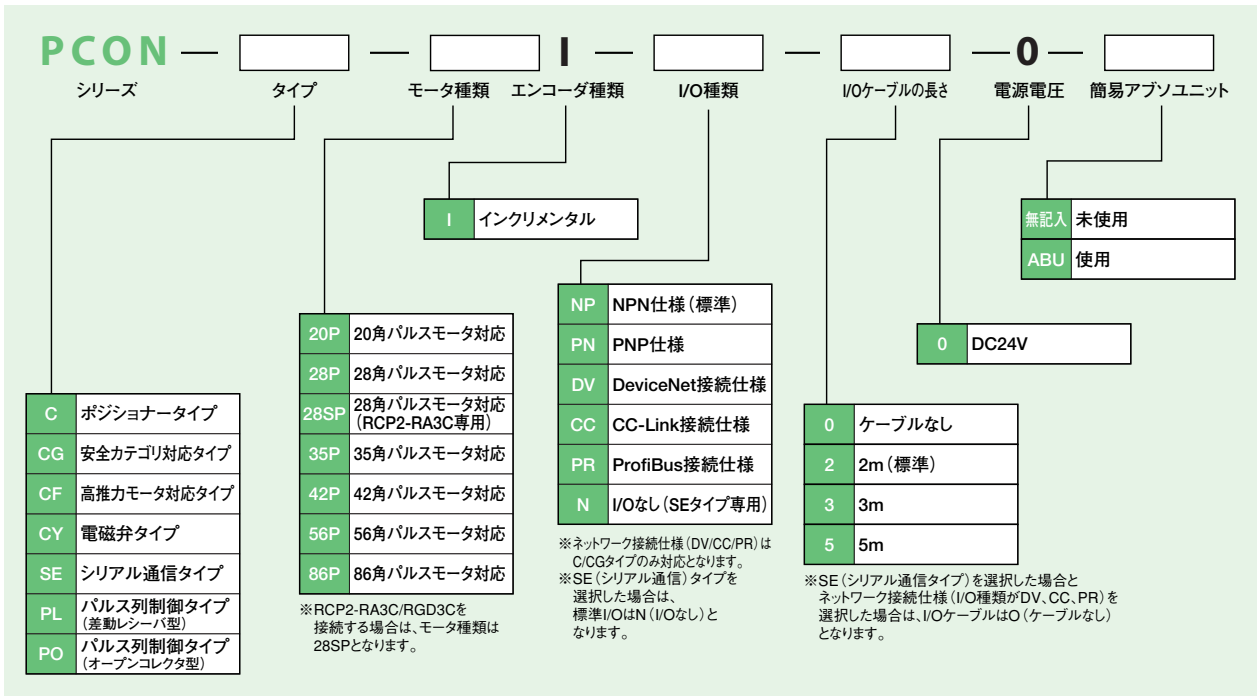 PCON — — I — — — 0 —
シリーズ
タイプ
モータ種類
エンコーダ種類
I/O種類
I/Oケーブルの長さ
電源電圧
簡易アブソユニット
C ポジショナータイプ
CG 安全カテゴリ対応タイプ
CF 高推力モータ対応タイプ
CY 電磁弁タイプ
SE シリアル通信タイプ
PL パルス列制御タイプ
(差動レシーバ型)
PO パルス列制御タイプ
(オープンコレクタ型)
20P 20角パルスモータ対応
28P 28角パルスモータ対応
28SP 28角パルスモータ対応
(RCP2-RA3C専用)
35P 35角パルスモータ対応
42P 42角パルスモータ対応
56P 56角パルスモータ対応
86P 86角パルスモータ対応
※RCP2-RA3C/RGD3Cを
接続する場合は、モータ種類は
28SPとなります。
I インクリメンタル
NP NPN仕様(標準)
PN PNP仕様
DV DeviceNet接続仕様
CC CC-Link接続仕様
PR ProfiBus接続仕様
N I/Oなし(SEタイプ専用)
※ネットワーク接続仕様(DV/CC/PR)は
C/CGタイプのみ対応となります。
※SE(シリアル通信)タイプを
選択した場合は、
標準I/OはN(I/Oなし)と
なります。
0 ケーブルなし
2 2m(標準)
3 3m
5 5m
※SE(シリアル通信タイプ)を選択した場合と
ネットワーク接続仕様(I/O種類がDV、CC、PR)を
選択した場合は、I/OケーブルはO(ケーブルなし)
となります。
0 DC24V
無記入 未使用
ABU 使用